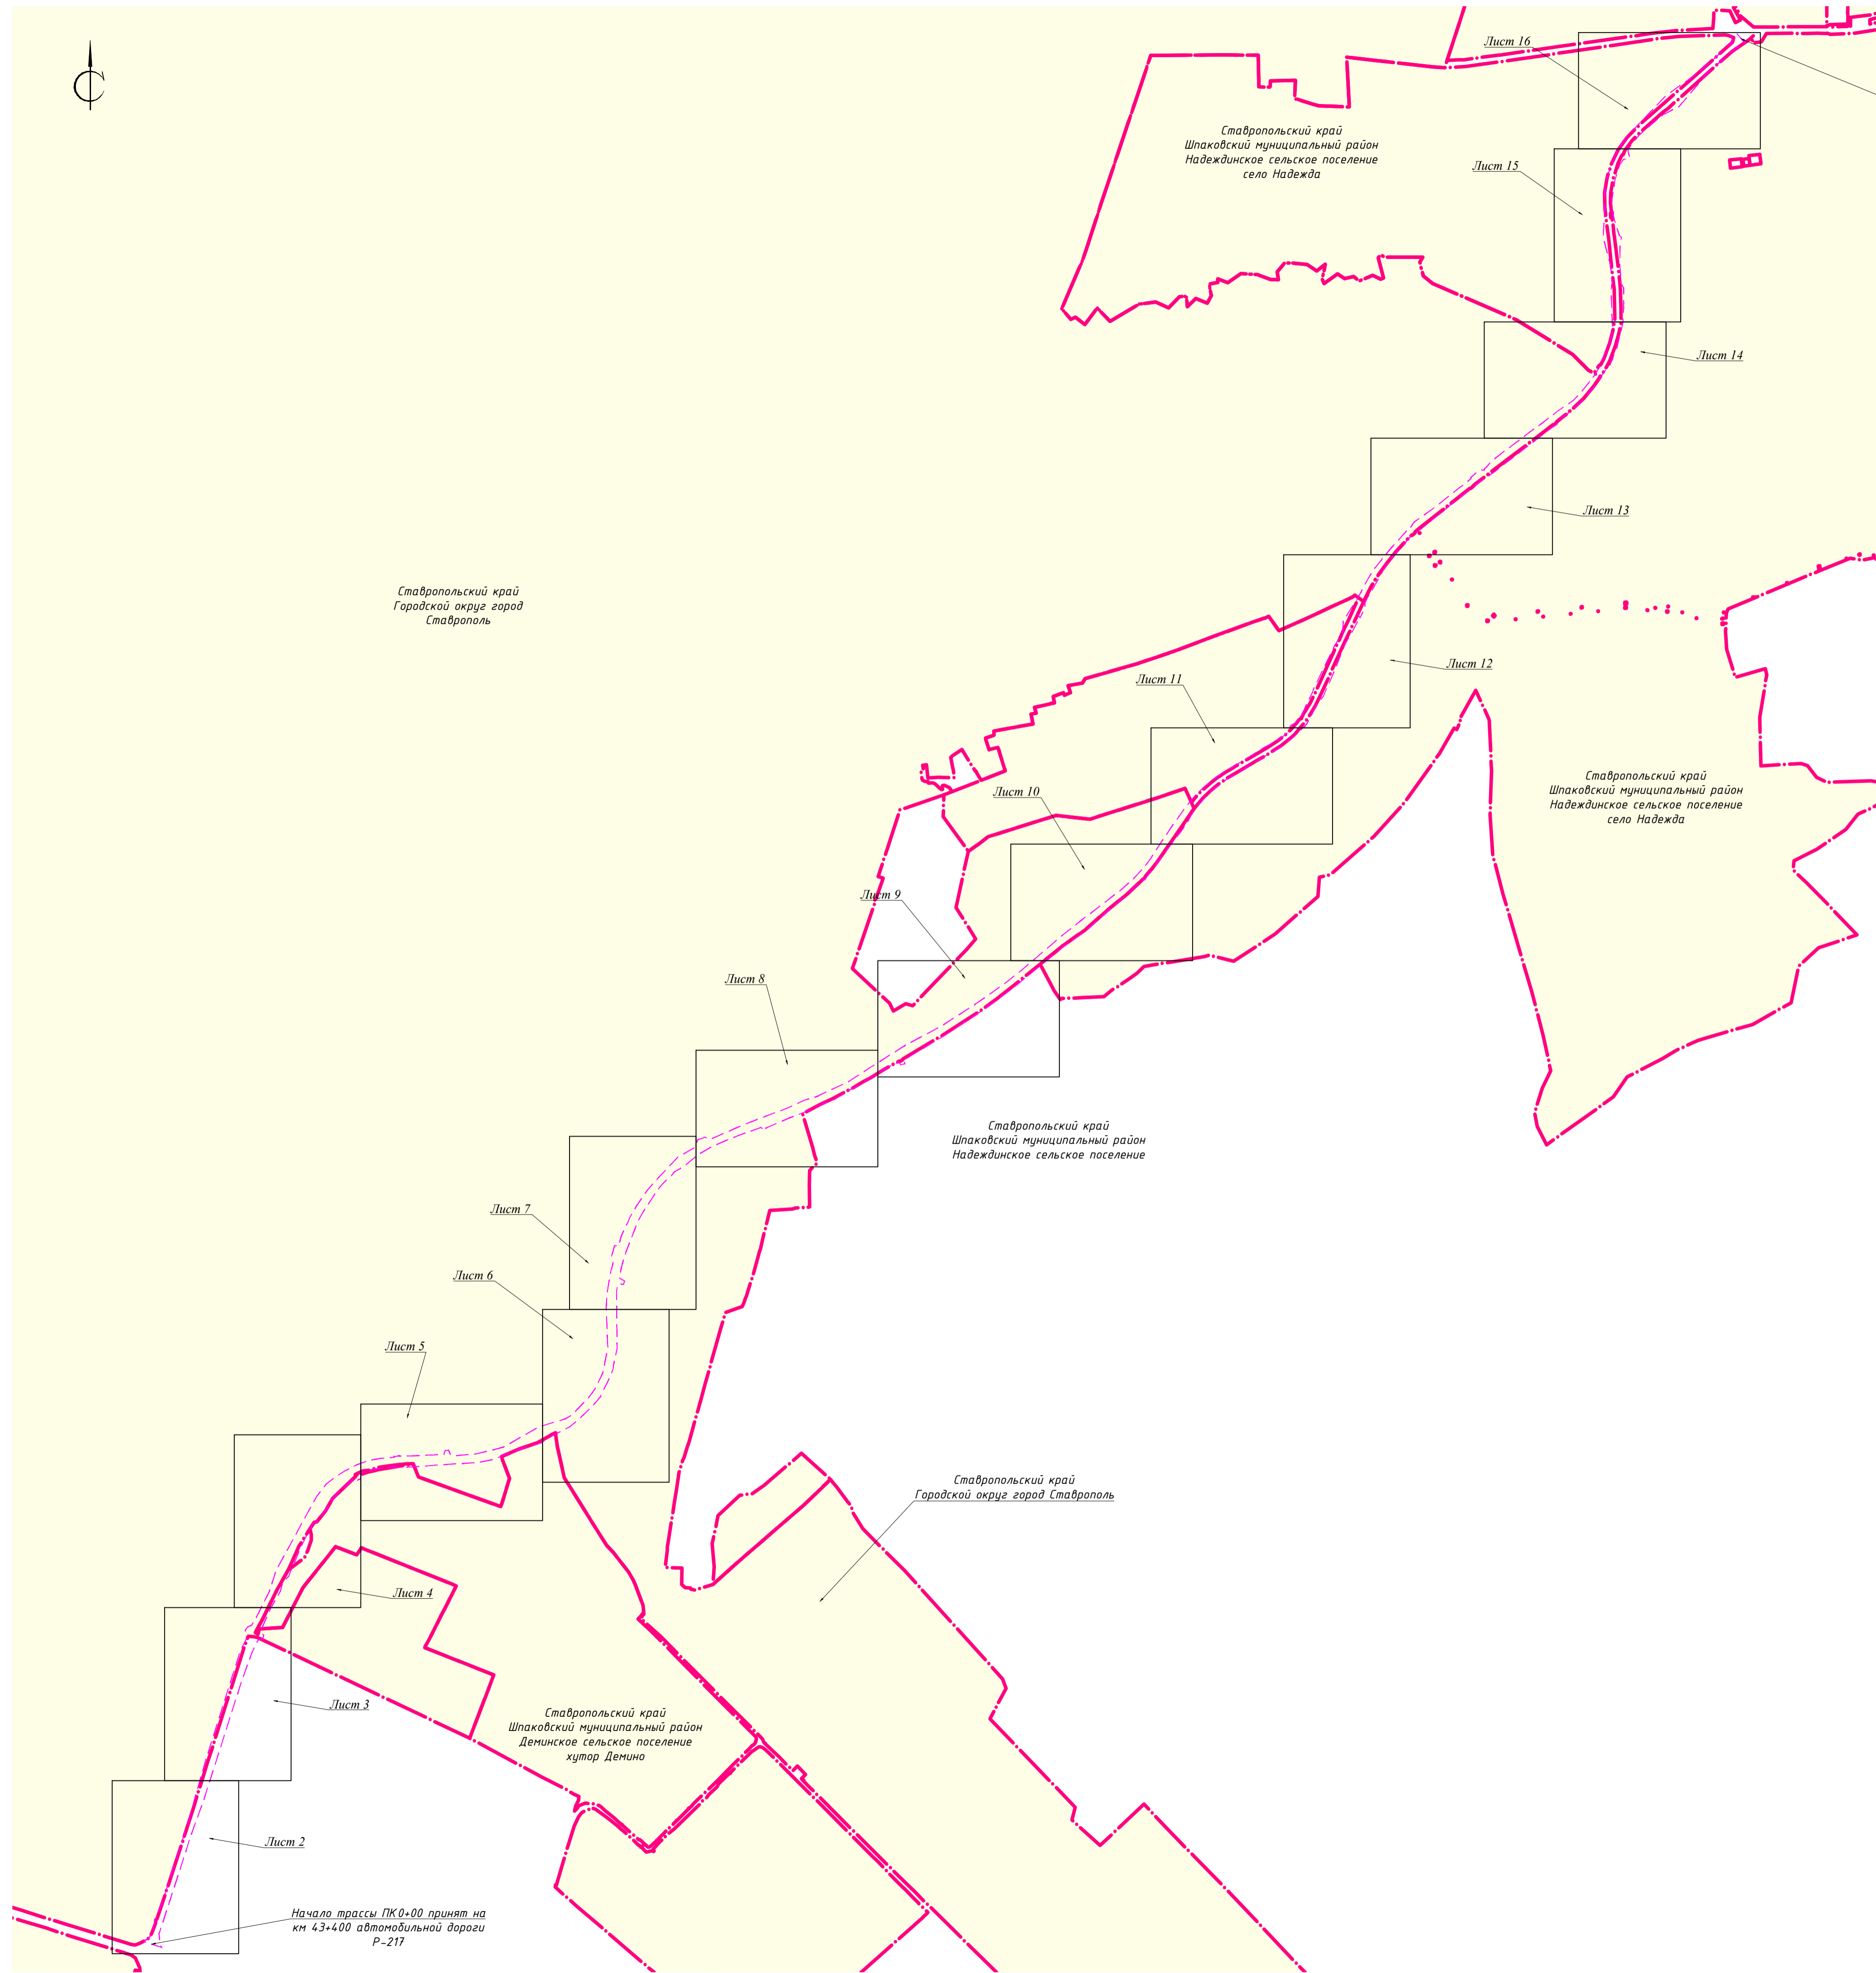 Лист 16
Ставропольский край
Шпаковский муниципальный район
Надеждинское сельское поселение
село Надежда
Лист 15
Лист 14
Лист 13
Ставропольский край
Городской округ город
Ставрополь
Лист 12
Лист 11
Ставропольский край
Шпаковский муниципальный район
Надеждинское сельское поселение
село Надежда
Лист 10
Лист 9
Лист 8
Ставропольский край
Шпаковский муниципальный район
Надеждинское сельское поселение
Лист 7
Лист 6
Лист 5
Ставропольский край
Городской округ город Ставрополь
Лист 4
Лист 3
Ставропольский край
Шпаковский муниципальный район
Деминское сельское поселение
хутор Демино
Лист 2
Начало трассы ПК0+00 принят на
км 43+400 автомобильной дороги
Р-217